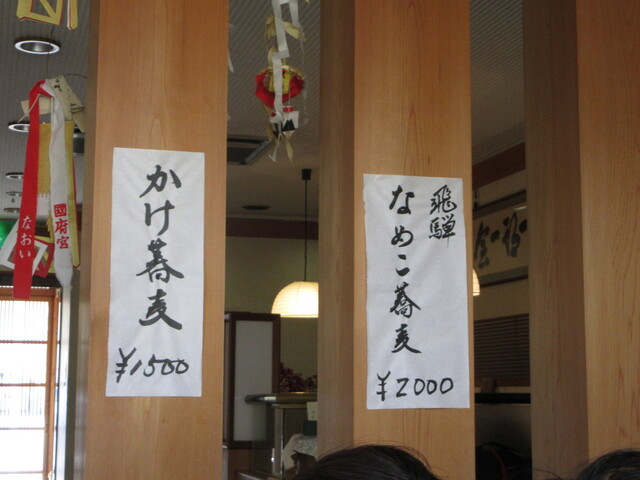 かけ蕎麦
¥1500
飛騨
なめこ蕎麦
¥2000
国府宮
なおい